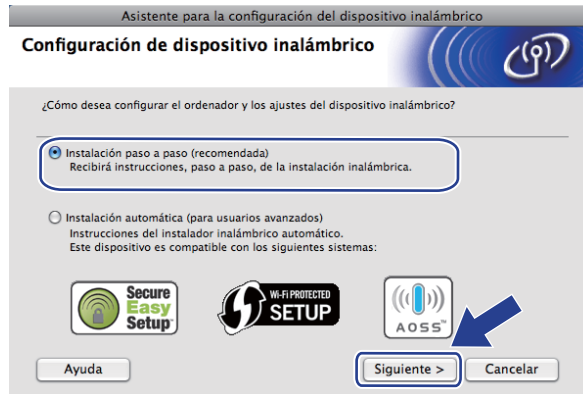 Asistente para la configuración del dispositivo inalámbrico
Configuración de dispositivo inalámbrico
¿Cómo desea configurar el ordenador y los ajustes del dispositivo inalámbrico?
Instalación paso a paso (recomendada)
Recibirá instrucciones, paso a paso, de la instalación inalámbrica.
Instalación automática (para usuarios avanzados)
Instrucciones del instalador inalámbrico automático.
Este dispositivo es compatible con los siguientes sistemas:
Secure
Easy
Setup
Wi-Fi PROTECTED
SETUP
AOSS™
Ayuda
Siguiente >
Cancelar